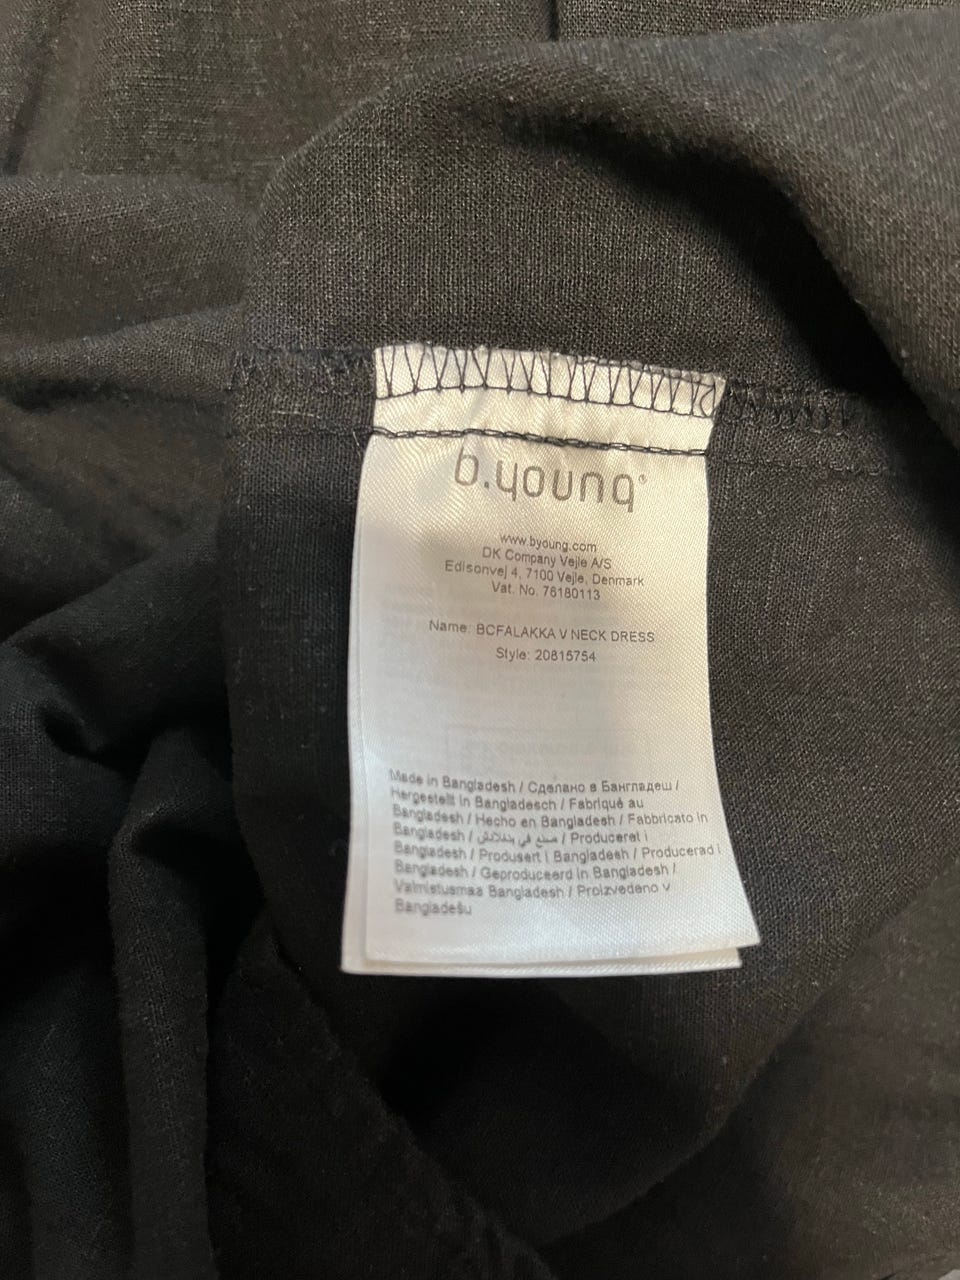 b.young®
www.byoung.com
DK Company Vejle A/S
Edisonvej 4, 7100 Vejle, Denmark
Vat. No. 76180113
Name: BCFALAKKA V NECK DRESS
Style: 20815754
Made in Bangladesh / Сделано в Бангладеш /
Hergestellt in Bangladesch / Fabriqué au
Bangladesh / Hecho en Bangladesh / Fabbricato in
Bangladesh / صنع في بنغلاتش / Produceret i
Bangladesh / Produsert i Bangladesh / Producerad i
Bangladesh / Geproduceerd in Bangladesh /
Valmistusmaa Bangladesh / Proizvedeno v
Bangladešu